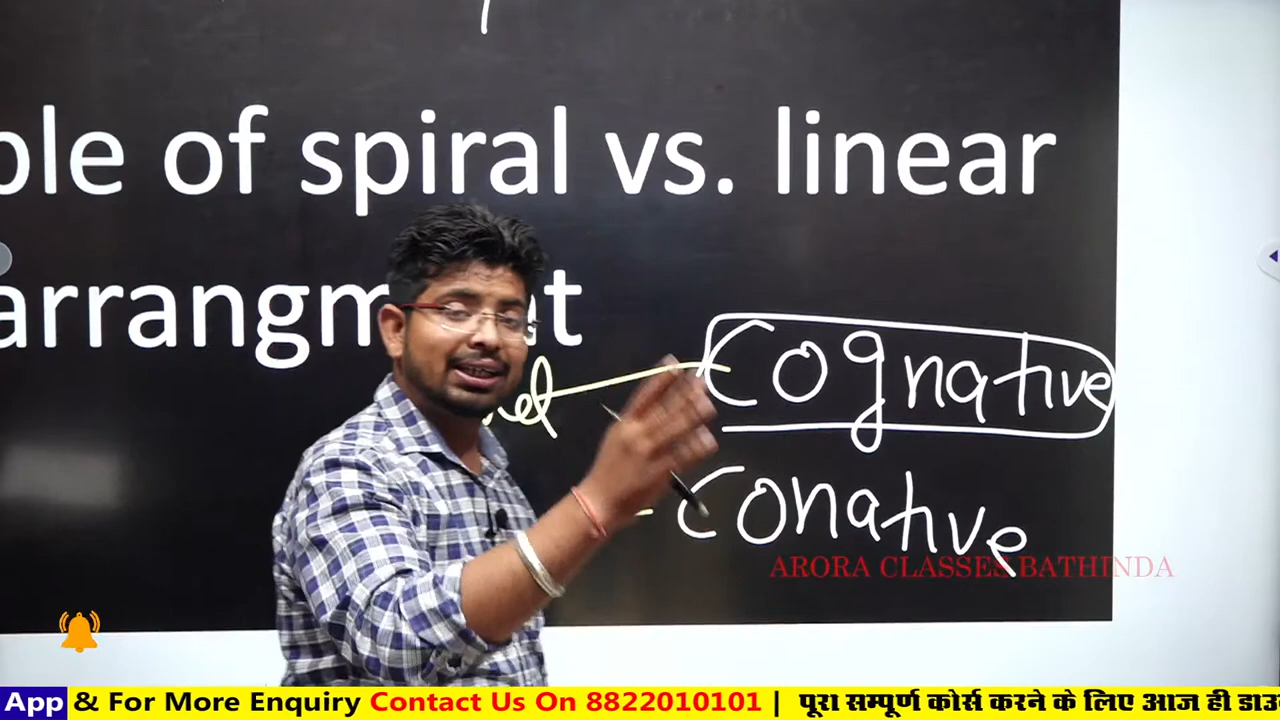 ple of spiral vs. linear
arrangm et
Cognative
Conative
ARORA CLASSES BATHINDA
App & For More Enquiry Contact Us On 8822010101 | पूरा सम्पूर्ण कोर्स करने के लिए आज ही डाउ